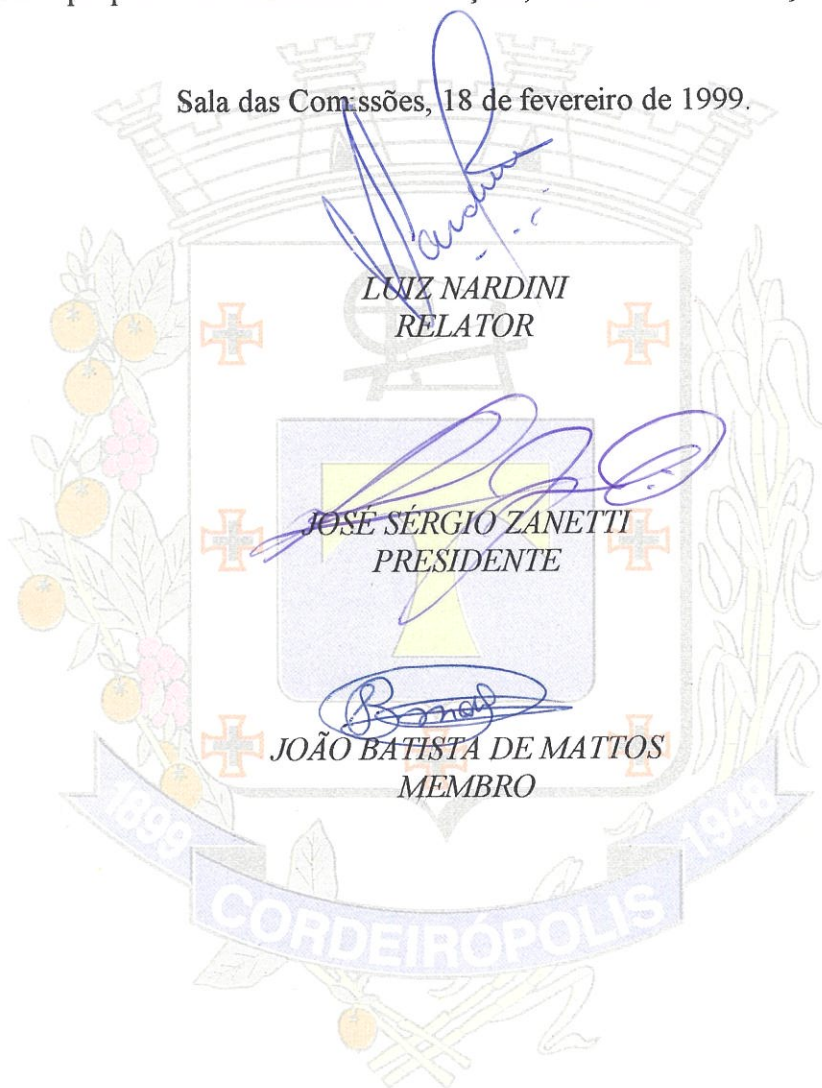 Sala das Comissões, 18 de fevereiro de 1999.
LUIZ NARDINI
RELATOR
JOSÉ SÉRGIO ZANETTI
PRESIDENTE
JOÃO BATISTA DE MATTOS
MEMBRO
1899
1948
CORDEIRÓPOLIS